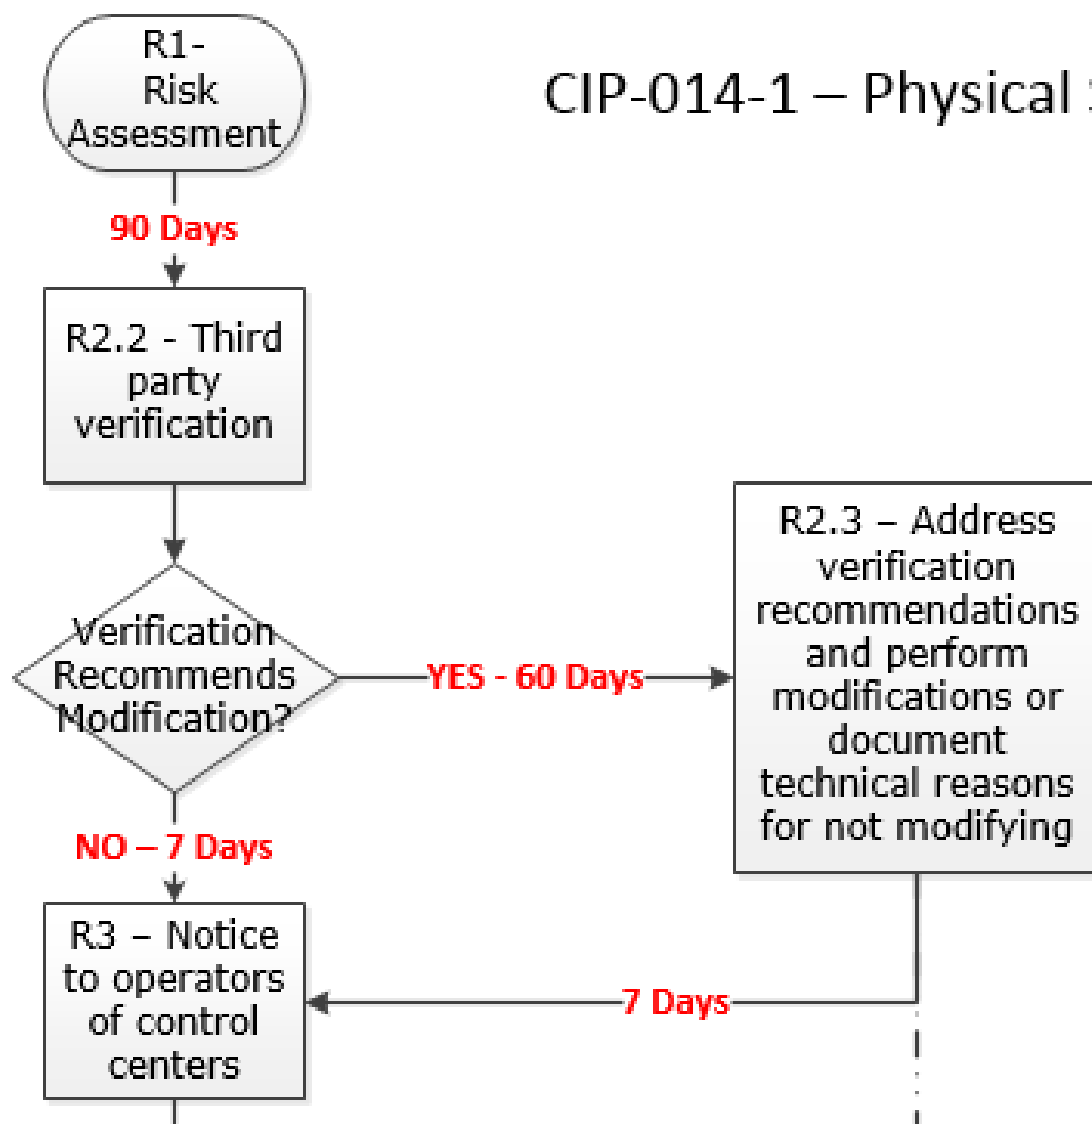 R1-
Risk
Assessment
CIP-014-1 – Physical
90 Days
R2.2 - Third
party
verification
Verification
Recommends
Modification?
YES - 60 Days
R2.3 – Address
verification
recommendations
and perform
modifications or
document
technical reasons
for not modifying
NO – 7 Days
R3 – Notice
to operators
of control
centers
7 Days